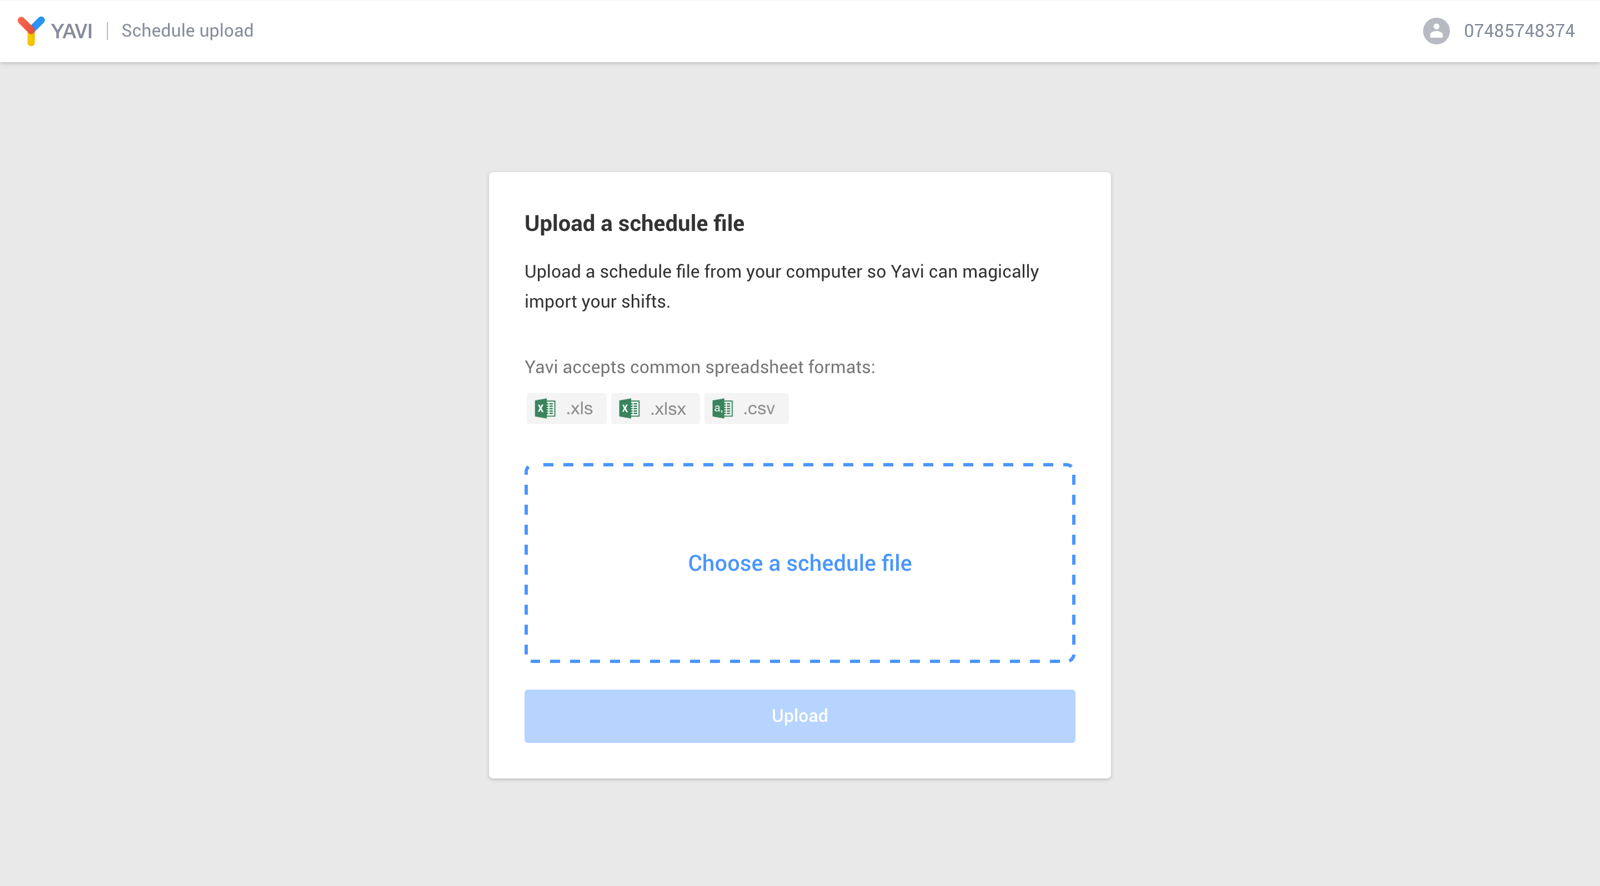 YAVI | Schedule upload
07485748374
Upload a schedule file
Upload a schedule file from your computer so Yavi can magically
import your shifts.
Yavi accepts common spreadsheet formats:
.xls .xlsx .csv
Choose a schedule file
Upload